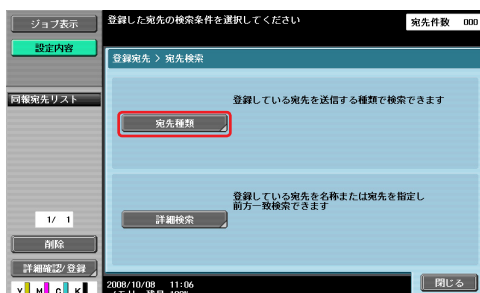 ジョブ表示
登録した宛先の検索条件を選択してください
宛先件数 000
設定内容
登録宛先 > 宛先検索
同報宛先リスト
登録している宛先を送信する種類で検索できます
宛先種類
登録している宛先を名称または宛先を指定し
前方一致検索できます
詳細検索
1/ 1
削除
詳細確認/登録
2008/10/08 11:06
閉じる
Y M C K